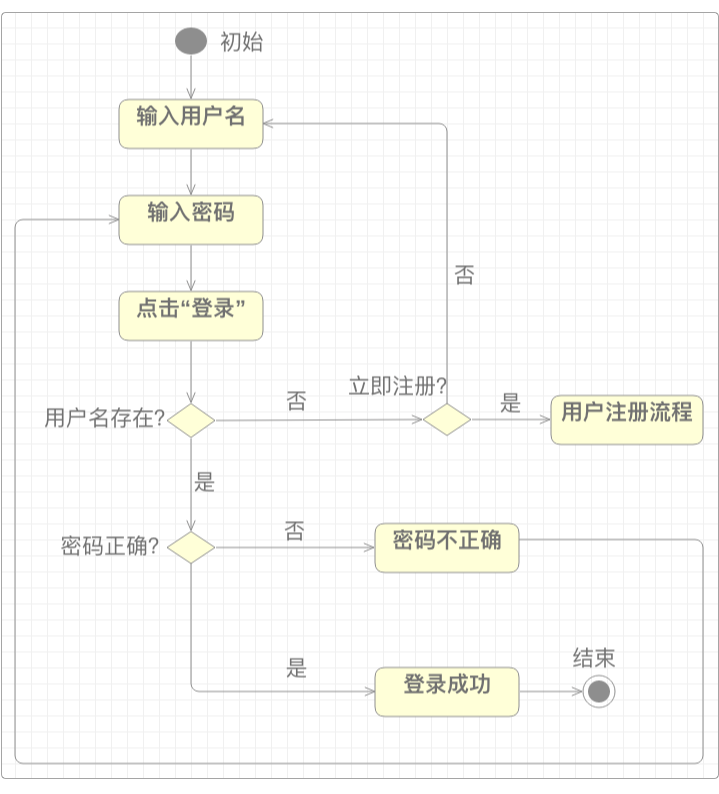 初始
输入用户名
输入密码
否
点击“登录”
立即注册?
否
是
用户注册流程
用户名存在?
是
否
密码不正确
密码正确?
是
结束
登录成功